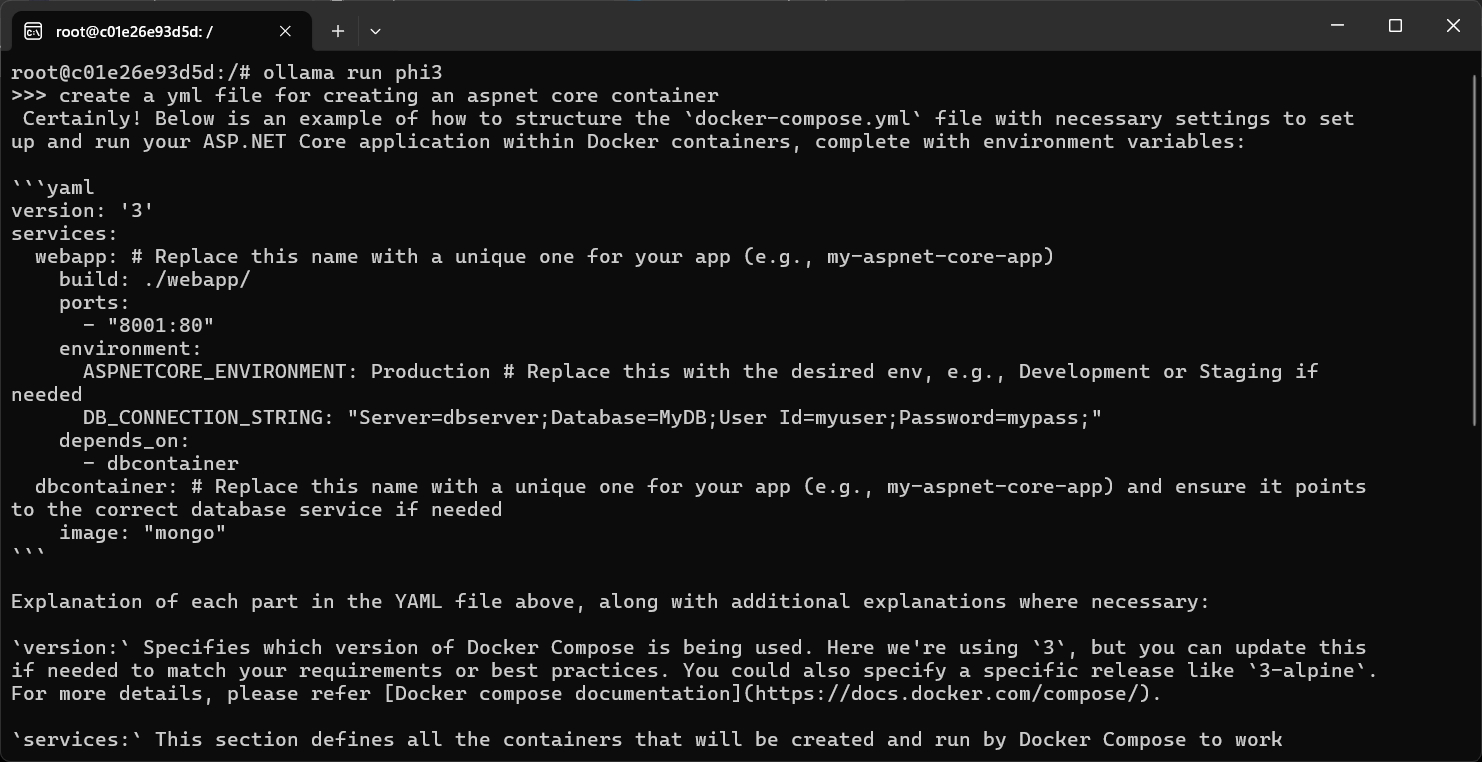 root@c01e26e93d5d: /
root@c01e26e93d5d:/# ollama run phi3
>>> create a yml file for creating an aspnet core container
 Certainly! Below is an example of how to structure the `docker-compose.yml` file with necessary settings to set
up and run your ASP.NET Core application within Docker containers, complete with environment variables:

```yaml
version: '3'
services:
  webapp: # Replace this name with a unique one for your app (e.g., my-aspnet-core-app)
    build: ./webapp/
    ports:
      - "8001:80"
    environment:
      ASPNETCORE_ENVIRONMENT: Production # Replace this with the desired env, e.g., Development or Staging if
needed
      DB_CONNECTION_STRING: "Server=dbserver;Database=MyDB;User Id=myuser;Password=mypass;"
    depends_on:
      - dbcontainer
  dbcontainer: # Replace this name with a unique one for your app (e.g., my-aspnet-core-app) and ensure it points
to the correct database service if needed
    image: "mongo"
```

Explanation of each part in the YAML file above, along with additional explanations where necessary:

`version:` Specifies which version of Docker Compose is being used. Here we're using `3`, but you can update this
if needed to match your requirements or best practices. You could also specify a specific release like `3-alpine`.
For more details, please refer [Docker compose documentation](https://docs.docker.com/compose/).

`services:` This section defines all the containers that will be created and run by Docker Compose to work